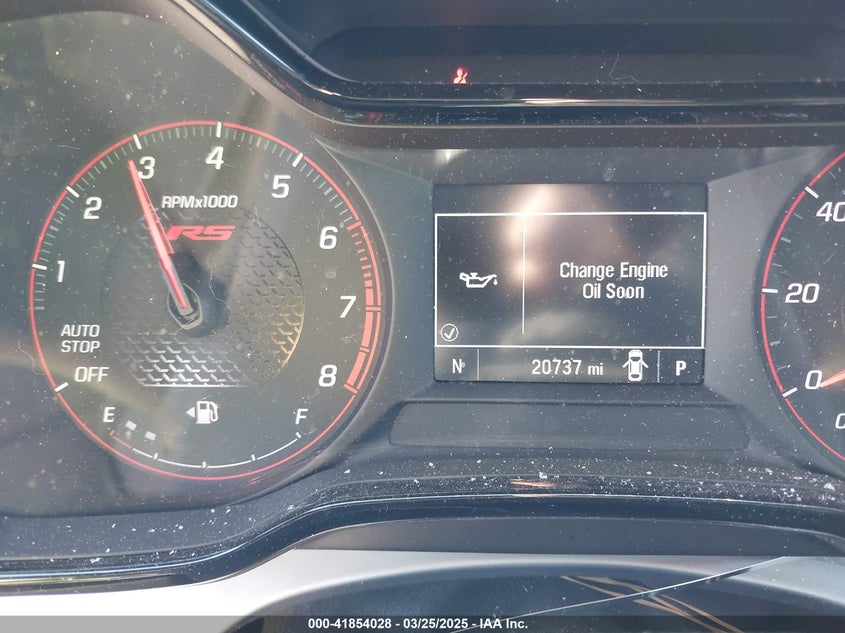 3
4
2
5
RPMx1000
RS
6
1
7
AUTO
STOP
OFF
8
E
F
Change Engine
Oil Soon
N
20737 mi
P
40
20
0
000-41854028 - 03/25/2025 - IAA Inc.